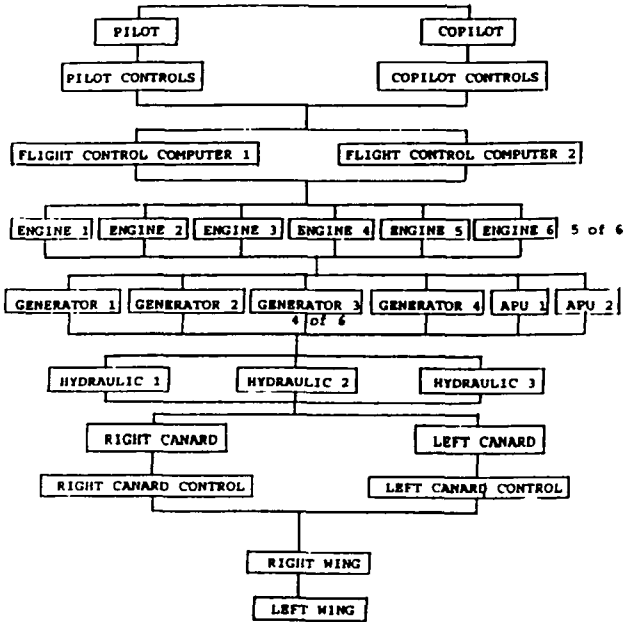 PILOT COPILOT
PILOT CONTROLS COPILOT CONTROLS
FLIGHT CONTROL COMPUTER 1 FLIGHT CONTROL COMPUTER 2
ENGINE 1 ENGINE 2 ENGINE 3 ENGINE 4 ENGINE 5 ENGINE 6 5 of 6
GENERATOR 1 GENERATOR 2 GENERATOR 3 GENERATOR 4 APU 1 APU 2
4 of 6
HYDRAULIC 1 HYDRAULIC 2 HYDRAULIC 3
RIGHT CANARD LEFT CANARD
RIGHT CANARD CONTROL LEFT CANARD CONTROL
RIGHT WING
LEFT WING